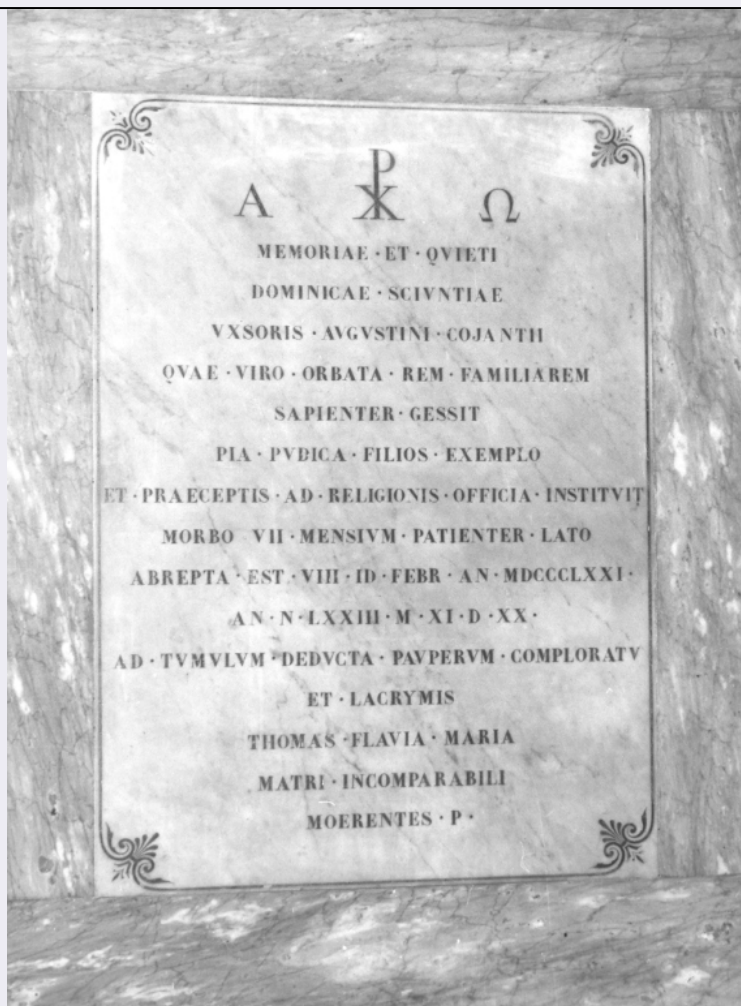 Α ☧ Ω
MEMORIAE · ET · QVIETI
DOMINICAE · SCIVNTIAE
VXSORIS · AVGVSTINI · COJANTII
QVAE · VIRO · ORBATA · REM · FAMILIAREM
SAPIENTER · GESSIT
PIA · PVDICA · FILIOS · EXEMPLO
ET · PRAECEPTIS · AD · RELIGIONIS · OFFICIA · INSTITVIT
MORBO VII · MENSIVM · PATIENTER · LATO
ABREPTA · EST · VIII · ID · FEBR · AN · MDCCCLXXI ·
AN · N · LXXIII · M · XI · D · XX ·
AD · TVMVLVM · DEDVCTA · PAVPERVM · COMPLORATV
ET · LACRYMIS
THOMAS · FLAVIA · MARIA
MATRI · INCOMPARABILI
MOERENTES · P ·